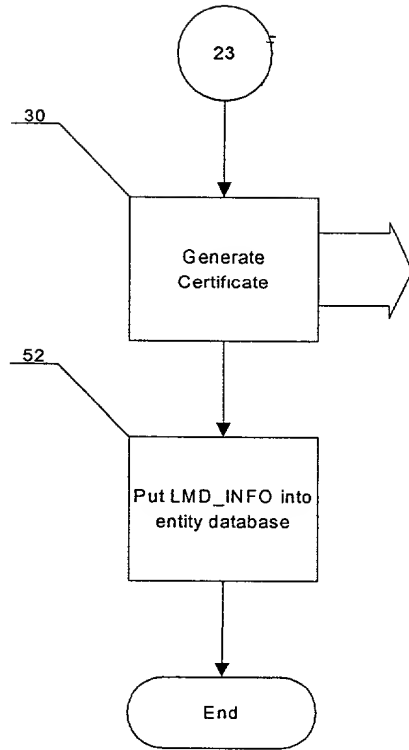 23
30
Generate
Certificate
52
Put LMD_INFO into
entity database
End